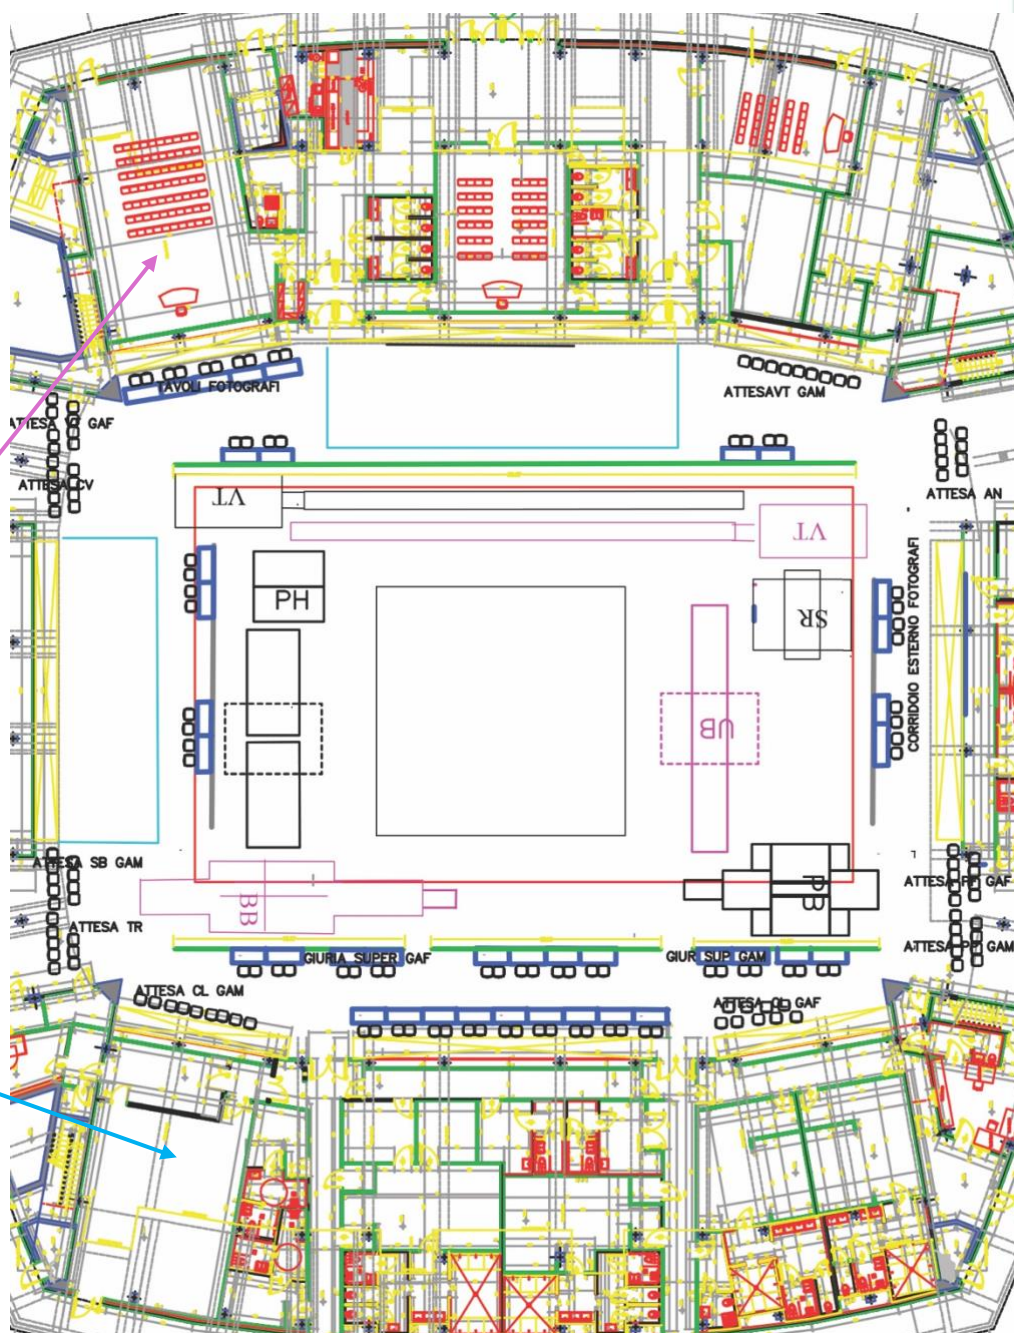 TAVOLI FOTOGRAFI
ATTESAVT GAM
ATTESA VT GAF
ATTESA CV
ATTESA AN
VT
VT
PH
SR
CORRIDOIO ESTERNO FOTOGRAFI
UB
ATTESA SB GAM
BB
PB
ATTESA PF GAF
ATTESA TR
ATTESA PB GAM
GIURIA SUPER GAF
GIUR SUP GAM
ATTESA CL GAM
ATTESA CL GAF